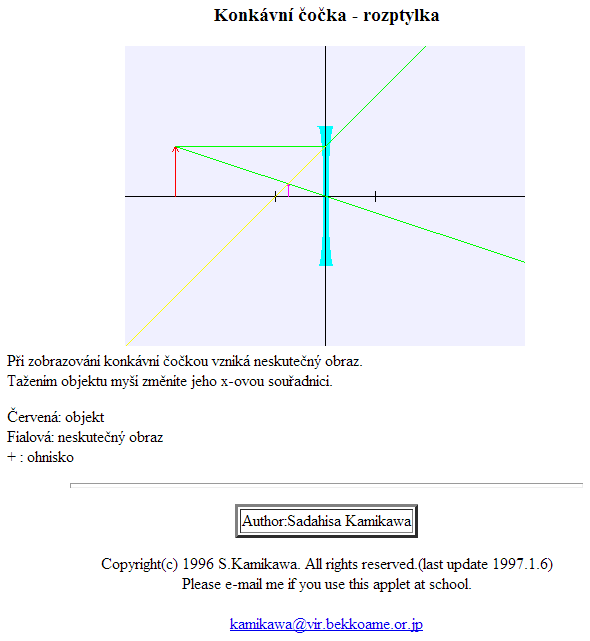 Konkávní čočka - rozptylka
Při zobrazování konkávní čočkou vzniká neskutečný obraz.
Tažením objektu myší změníte jeho x-ovou souřadnici.
Červená: objekt
Fialová: neskutečný obraz
+ : ohnisko
Author:Sadahisa Kamikawa
Copyright(c) 1996 S.Kamikawa. All rights reserved.(last update 1997.1.6)
Please e-mail me if you use this applet at school.
kamikawa@vir.bekkoame.or.jp